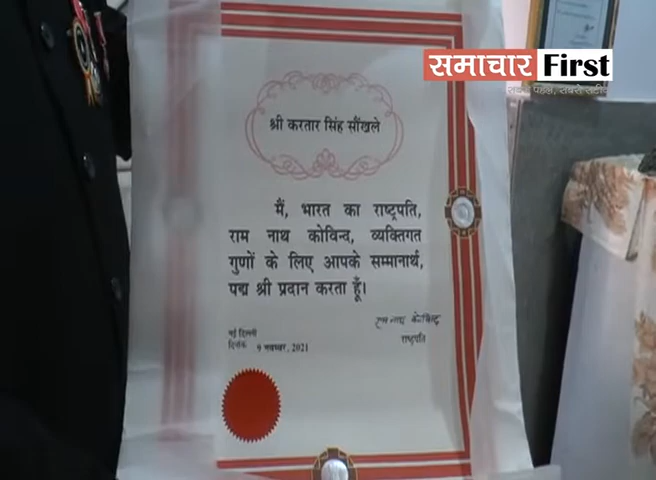 समाचार First
श्री करतार सिंह सौंखले
मैं, भारत का राष्ट्रपति,
राम नाथ कोविन्द, व्यक्तिगत
गुणों के लिए आपके सम्मानार्थ,
पद्म श्री प्रदान करता हूँ।
राम नाथ कोविन्द
नई दिल्ली
राष्ट्रपति
दिनांक 9 नवम्बर, 2021